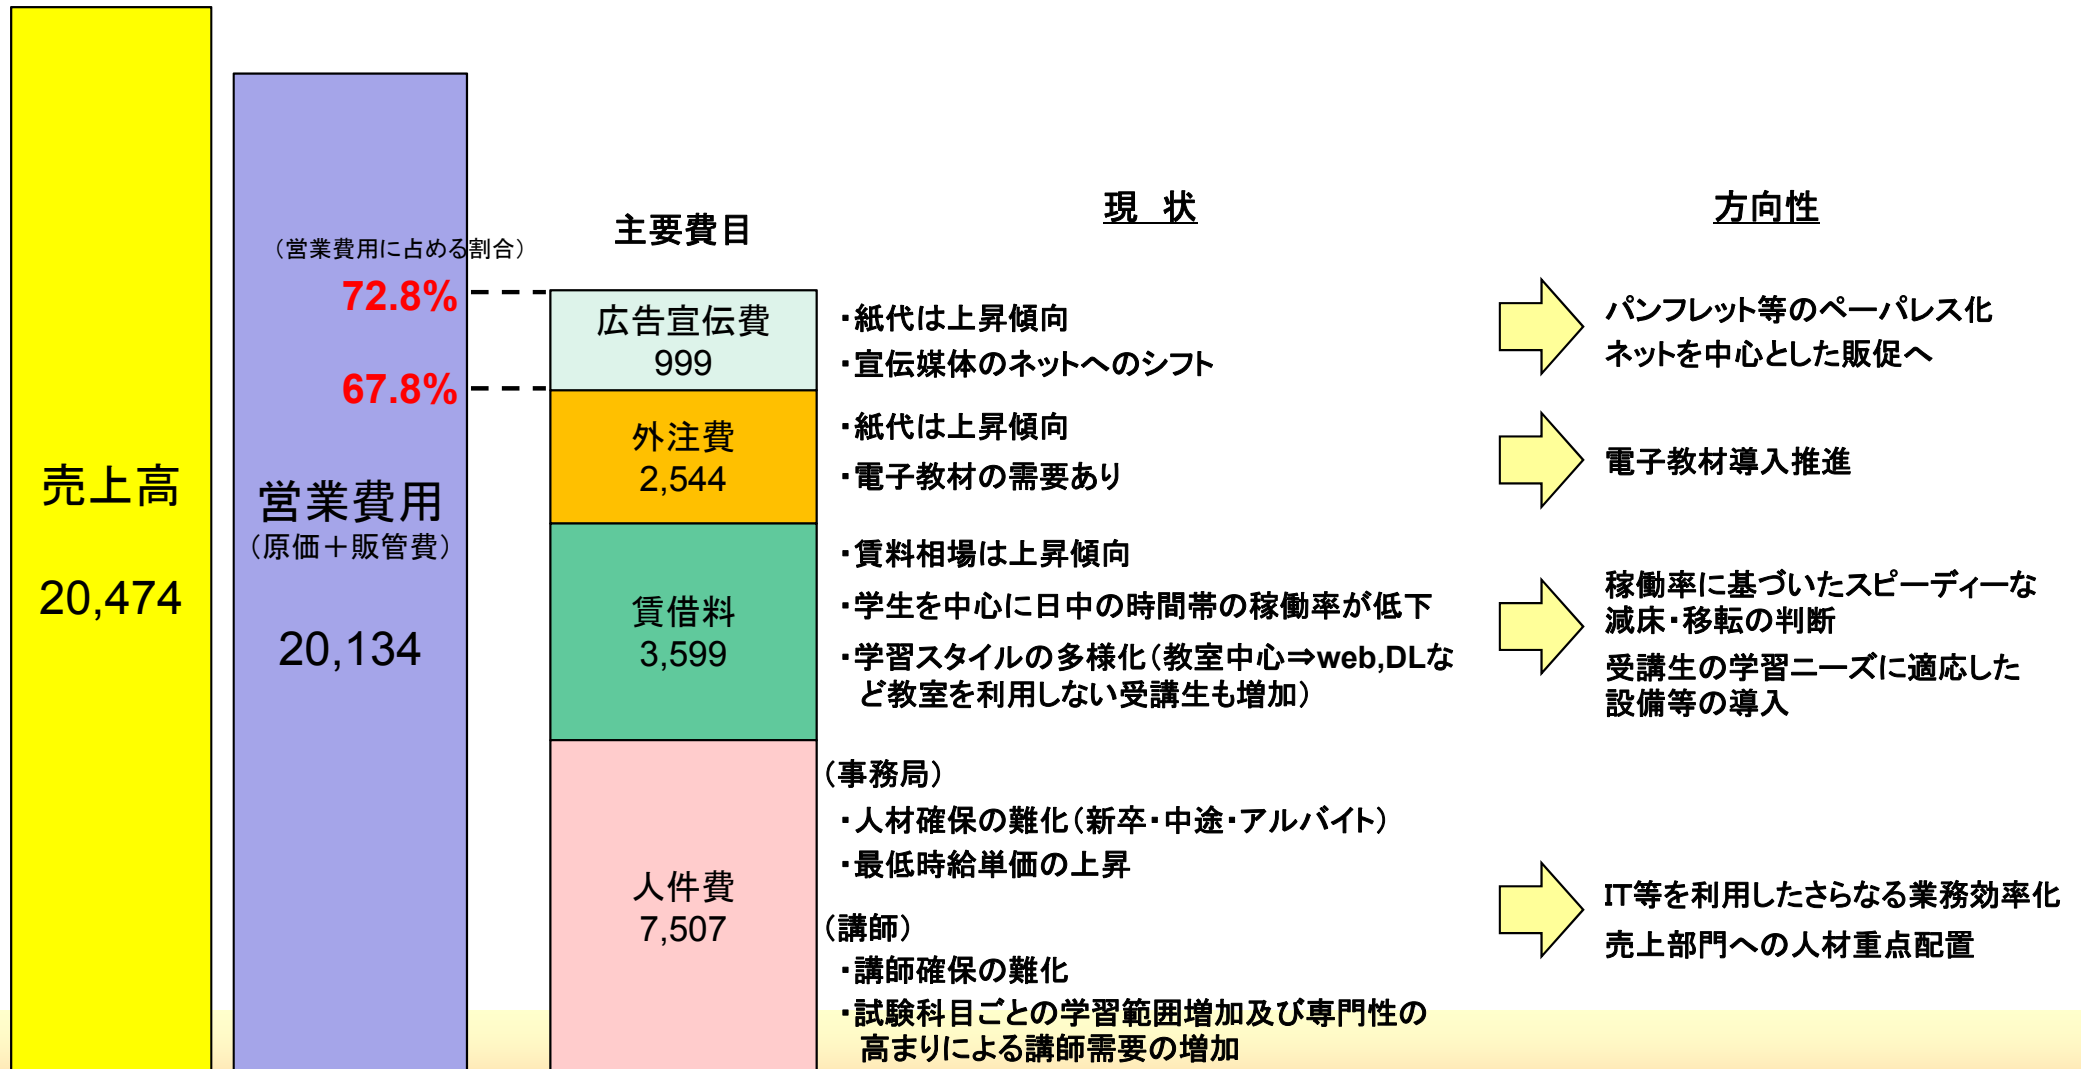 売上高
20,474
営業費用
（原価＋販管費）
20,134
（営業費用に占める割合）
72.8%
67.8%
主要費目
広告宣伝費
999
外注費
2,544
賃借料
3,599
人件費
7,507
現　状
・紙代は上昇傾向
・宣伝媒体のネットへのシフト
・紙代は上昇傾向
・電子教材の需要あり
・賃料相場は上昇傾向
・学生を中心に日中の時間帯の稼働率が低下
・学習スタイルの多様化（教室中心⇒web,DLな
ど教室を利用しない受講生も増加）
（事務局）
・人材確保の難化（新卒・中途・アルバイト）
・最低時給単価の上昇
（講師）
・講師確保の難化
・試験科目ごとの学習範囲増加及び専門性の
高まりによる講師需要の増加
方向性
パンフレット等のペーパレス化
ネットを中心とした販促へ
電子教材導入推進
稼働率に基づいたスピーディーな
減床・移転の判断
受講生の学習ニーズに適応した
設備等の導入
IT等を利用したさらなる業務効率化
売上部門への人材重点配置